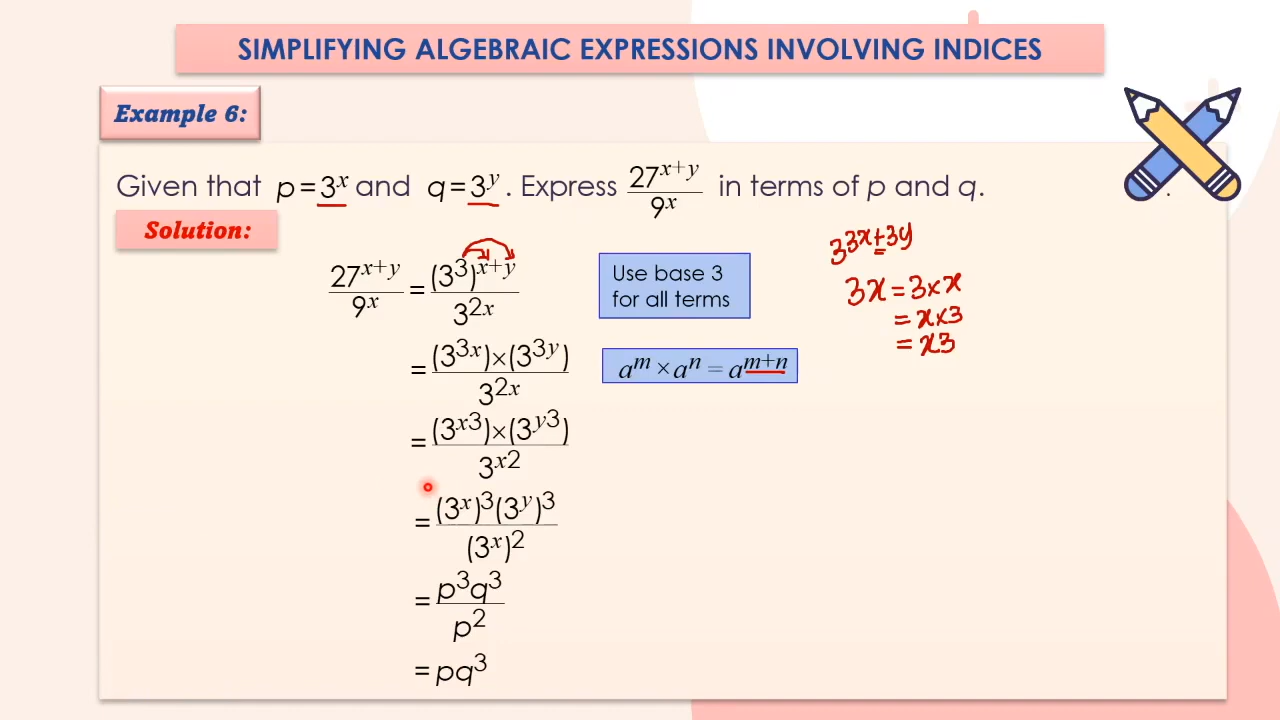 SIMPLIFYING ALGEBRAIC EXPRESSIONS INVOLVING INDICES
Example 6:
Given that p = 3^x and q = 3^y . Express 27^(x+y) / 9^x in terms of p and q.
Solution:
27^(x+y) / 9^x = (3^3)^(x+y) / 3^(2x)
Use base 3
for all terms
3^(3x+3y)
3x = 3×x
= x×3
= x3
= (3^(3x))×(3^(3y)) / 3^(2x)
a^m × a^n = a^(m+n)
= (3^(x3))×(3^(y3)) / 3^(x2)
= (3^x)^3(3^y)^3 / (3^x)^2
= p^3q^3 / p^2
= pq^3